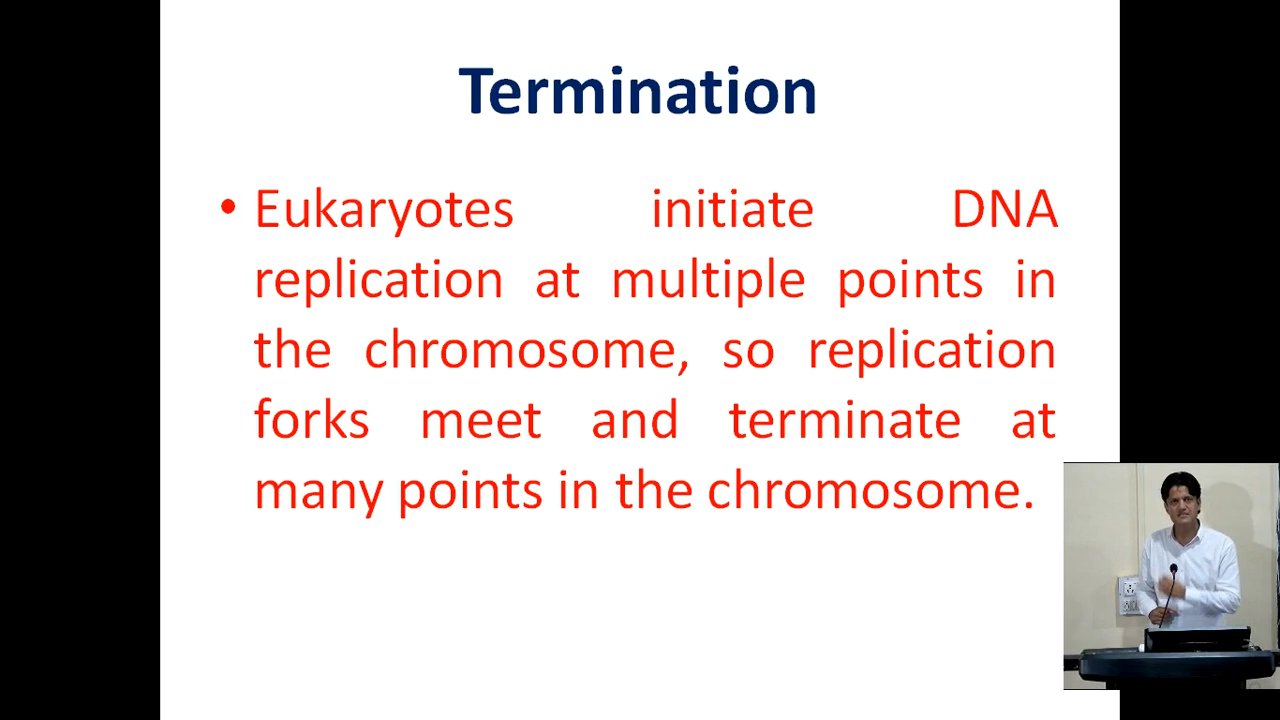 Termination
• Eukaryotes initiate DNA
replication at multiple points in
the chromosome, so replication
forks meet and terminate at
many points in the chromosome.